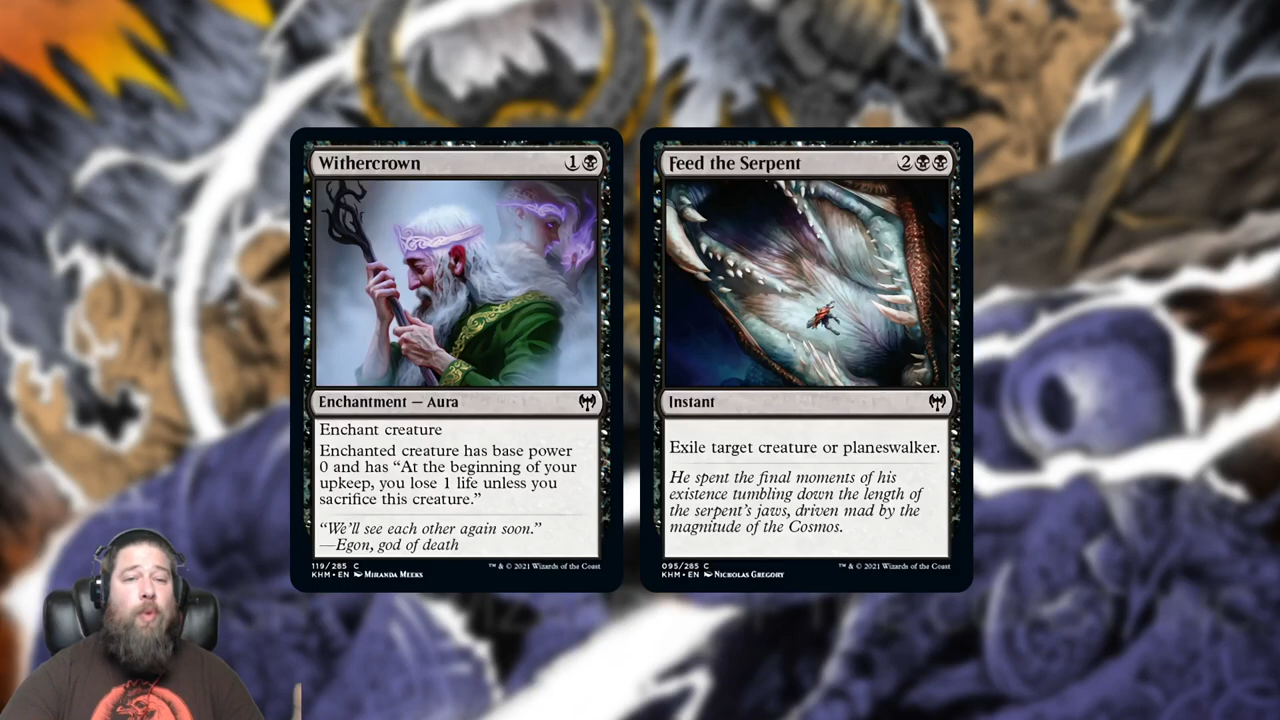 Withercrown 1
Enchantment — Aura
Enchant creature
Enchanted creature has base power
0 and has “At the beginning of your
upkeep, you lose 1 life unless you
sacrifice this creature.”
“We’ll see each other again soon.”
—Egon, god of death
119/285 C
KHM • EN Miranda Meeks
™ & © 2021 Wizards of the Coast
Feed the Serpent 2
Instant
Exile target creature or planeswalker.
He spent the final moments of his
existence tumbling down the length of
the serpent’s jaws, driven mad by the
magnitude of the Cosmos.
095/285 C
KHM • EN Nicholas Gregory
™ & © 2021 Wizards of the Coast